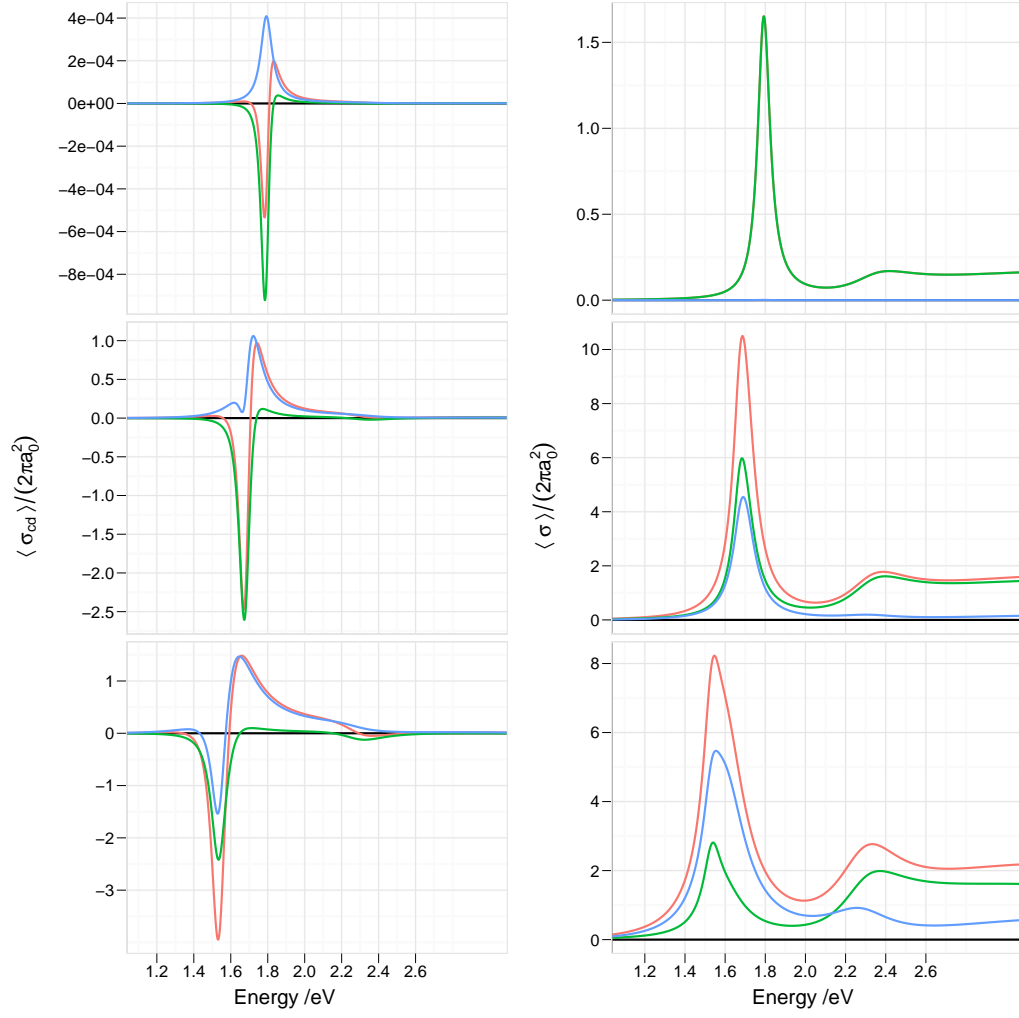 4e−04
2e−04
0e+00
−2e−04
−4e−04
−6e−04
−8e−04
1.0
0.5
0.0
−0.5
−1.0
−1.5
−2.0
−2.5
1
0
−1
−2
−3
⟨ σcd ⟩/(2πa₀²)
1.2 1.4 1.6 1.8 2.0 2.2 2.4 2.6
Energy /eV
1.5
1.0
0.5
0.0
10
8
6
4
2
0
8
6
4
2
0
⟨ σ ⟩/(2πa₀²)
1.2 1.4 1.6 1.8 2.0 2.2 2.4 2.6
Energy /eV